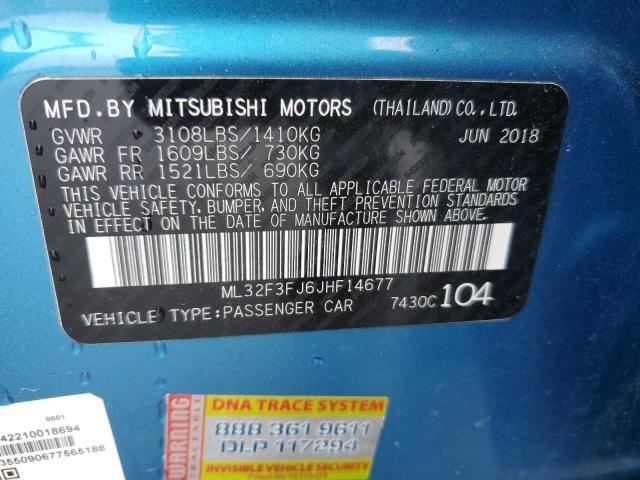 MFD. BY MITSUBISHI MOTORS (THAILAND) CO., LTD.
GVWR 3108LBS/1410KG JUN 2018
GAWR FR 1609LBS/ 730KG
GAWR RR 1521LBS/ 690KG
THIS VEHICLE CONFORMS TO ALL APPLICABLE FEDERAL MOTOR
VEHICLE SAFETY, BUMPER, AND THEFT PREVENTION STANDARDS
IN EFFECT ON THE DATE OF MANUFACTURE SHOWN ABOVE.
ML32F3FJ6JHF14677
VEHICLE TYPE:PASSENGER CAR 7430C 104
0001
42210018694
355090677565188
WARNING
DNA TRACE SYSTEM
888 361 9611
DLP 117294
INVISIBLE VEHICLE SECURITY